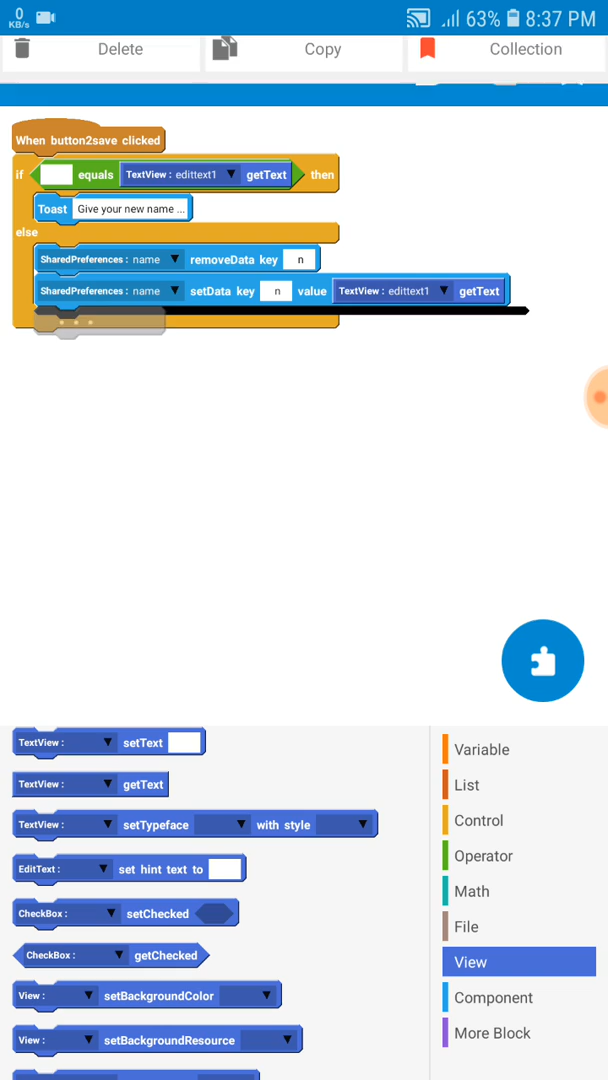 0
KB/s
63% 8:37 PM
Delete Copy Collection
When button2save clicked
if equals TextView : edittext1 getText then
Toast Give your new name ...
else
SharedPreferences : name removeData key n
SharedPreferences : name setData key n value TextView : edittext1 getText
TextView : setText
TextView : getText
TextView : setTypeface with style
EditText : set hint text to
CheckBox : setChecked
CheckBox : getChecked
View : setBackgroundColor
View : setBackgroundResource
Variable
List
Control
Operator
Math
File
View
Component
More Block